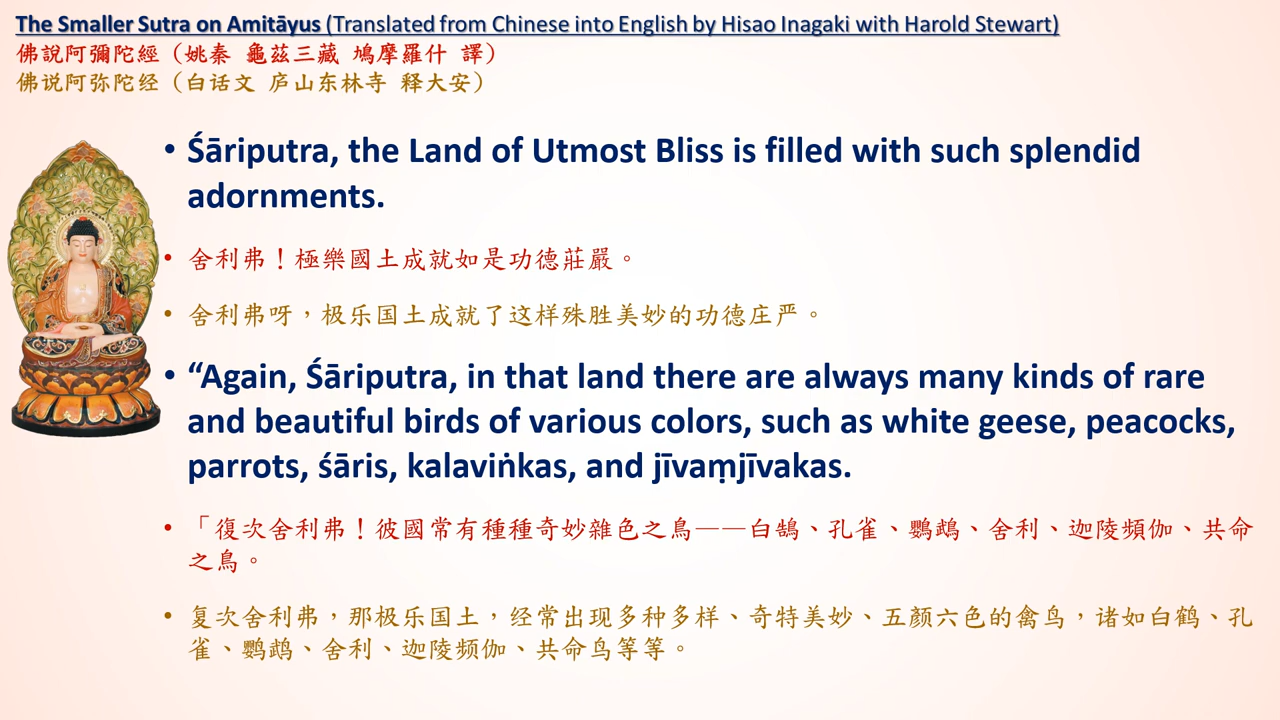 The Smaller Sutra on Amitāyus (Translated from Chinese into English by Hisao Inagaki with Harold Stewart)
佛說阿彌陀經（姚秦 龜茲三藏 鳩摩羅什 譯）
佛说阿弥陀经（白话文 庐山东林寺 释大安）
• Śāriputra, the Land of Utmost Bliss is filled with such splendid
adornments.
• 舍利弗！極樂國土成就如是功德莊嚴。
• 舍利弗呀，极乐国土成就了这样殊胜美妙的功德庄严。
• “Again, Śāriputra, in that land there are always many kinds of rare
and beautiful birds of various colors, such as white geese, peacocks,
parrots, śāris, kalaviṅkas, and jīvaṃjīvakas.
• 「復次舍利弗！彼國常有種種奇妙雜色之鳥——白鵠、孔雀、鸚鵡、舍利、迦陵頻伽、共命
之鳥。
• 复次舍利弗，那极乐国土，经常出现多种多样、奇特美妙、五颜六色的禽鸟，诸如白鹤、孔
雀、鹦鹉、舍利、迦陵频伽、共命鸟等等。